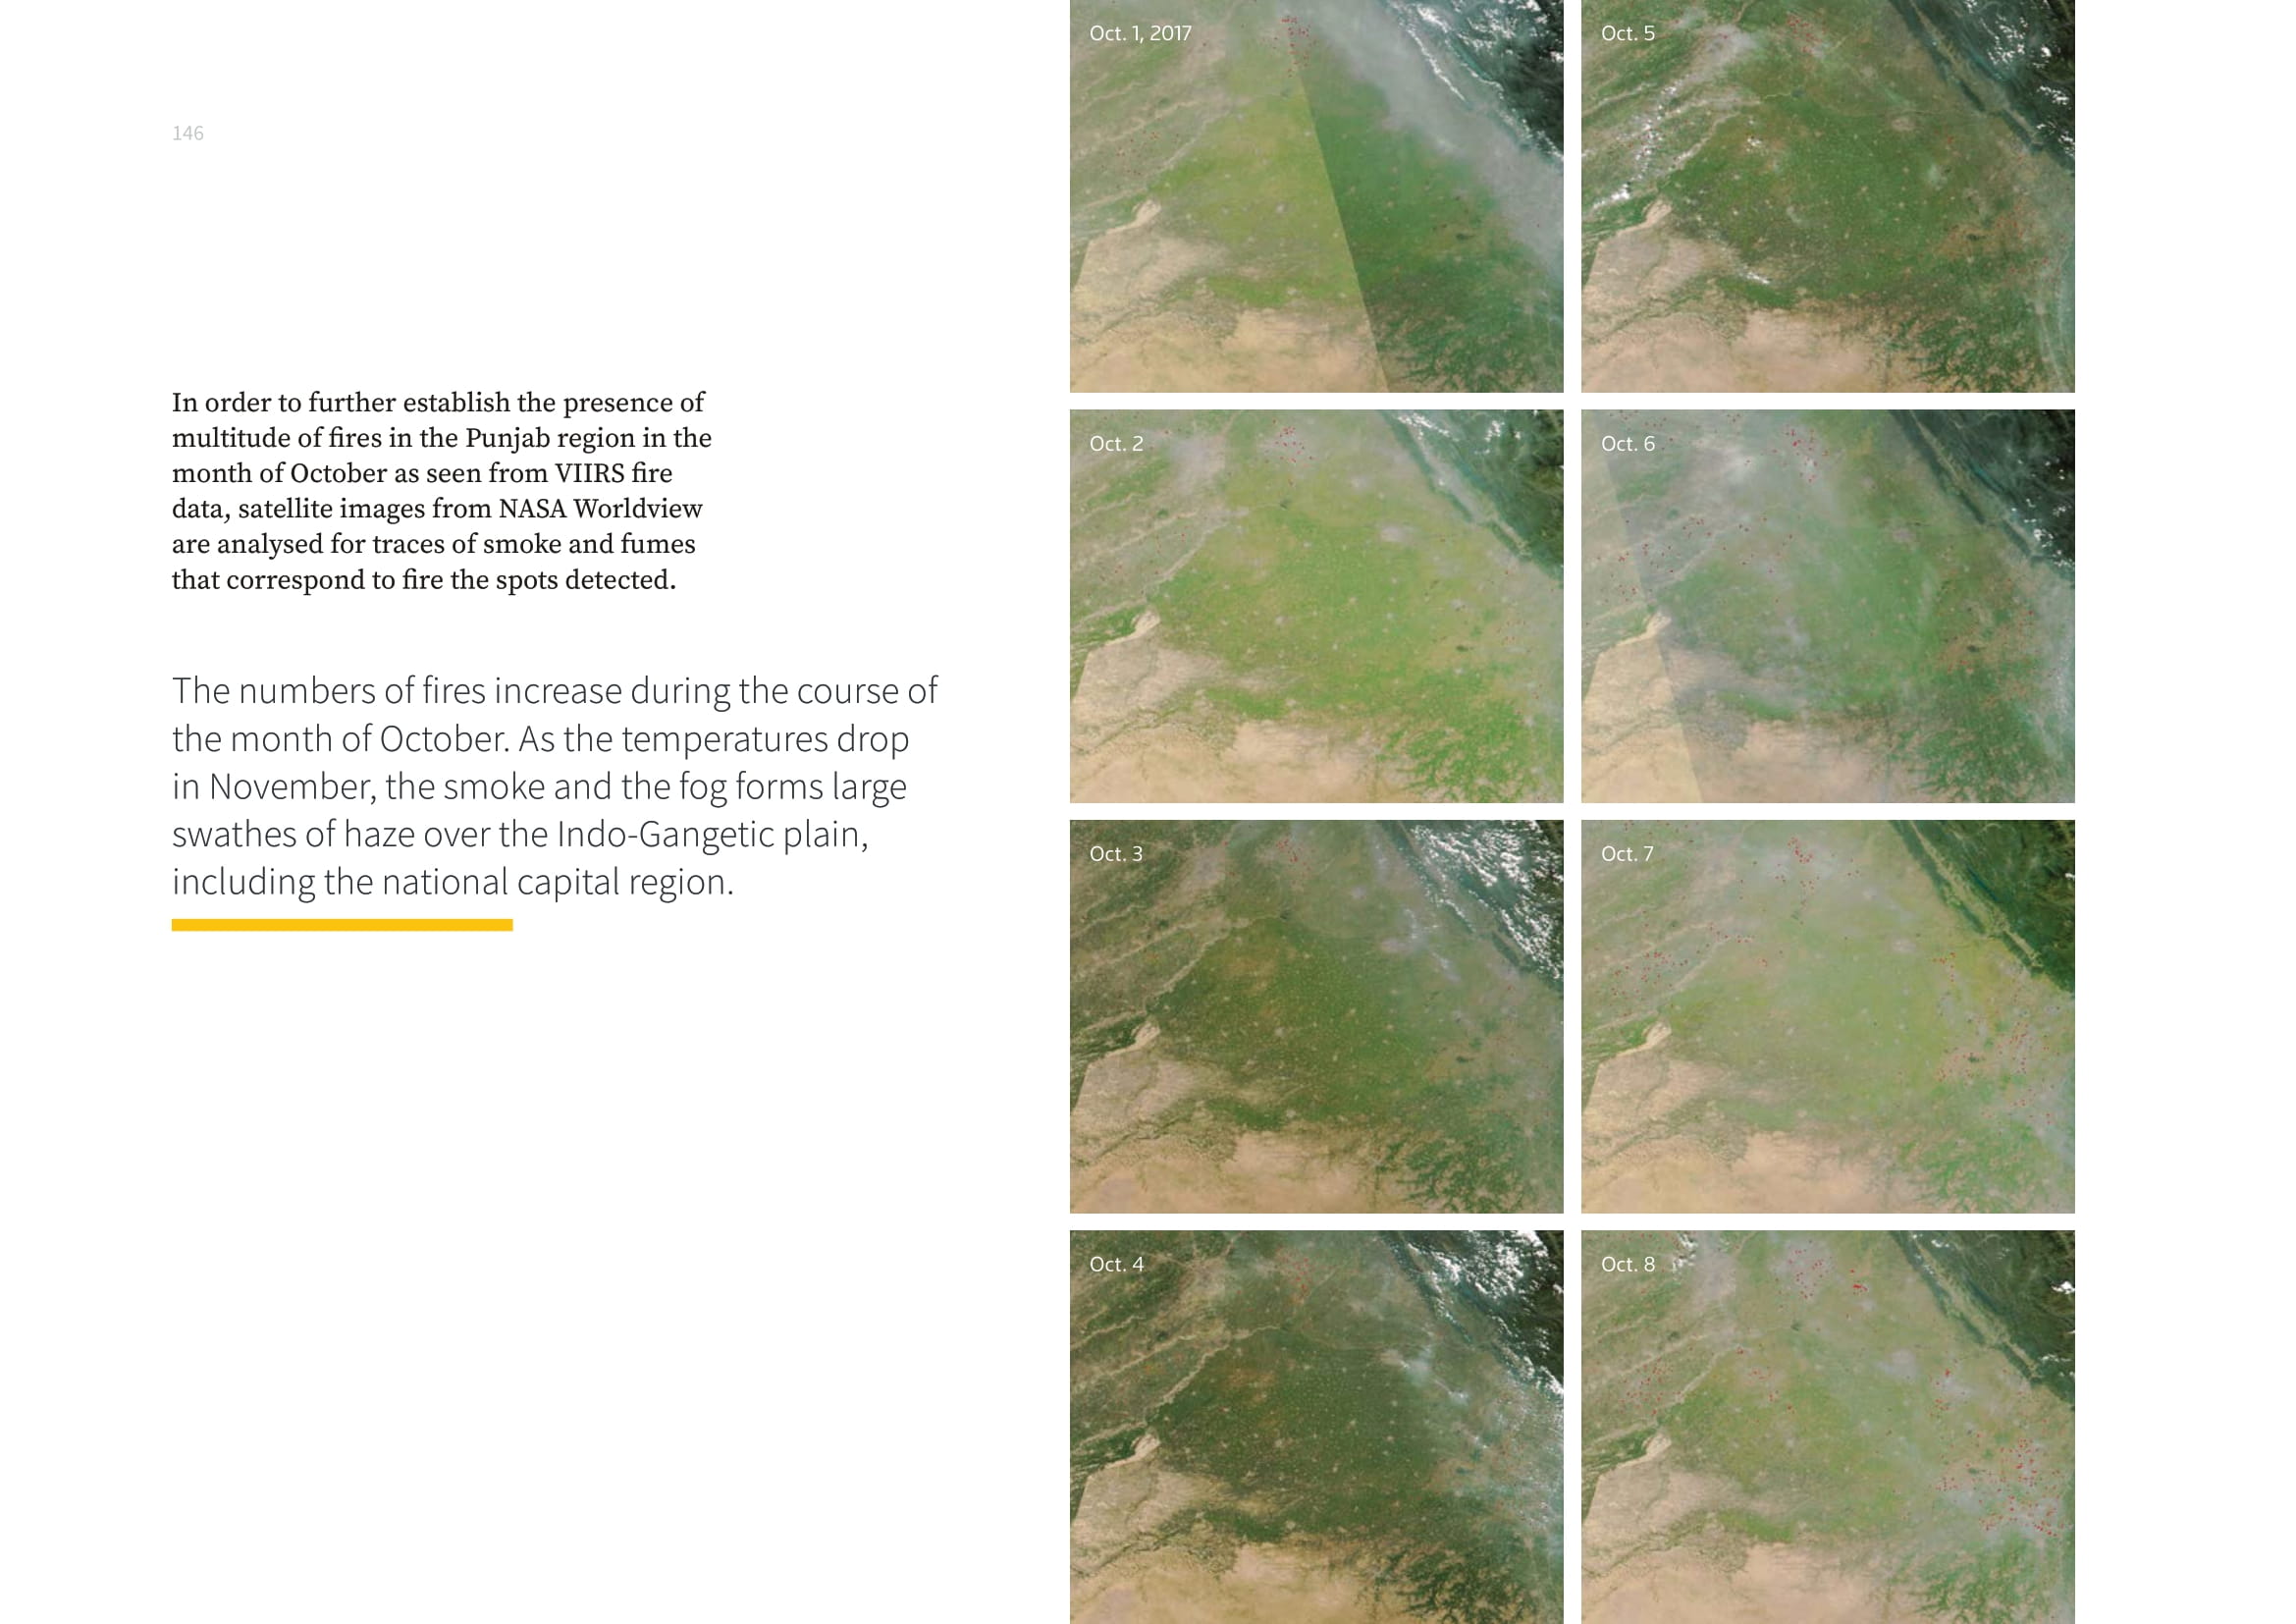 146
In order to further establish the presence of
multitude of fires in the Punjab region in the
month of October as seen from VIIRS fire
data, satellite images from NASA Worldview
are analysed for traces of smoke and fumes
that correspond to fire the spots detected.
The numbers of fires increase during the course of
the month of October. As the temperatures drop
in November, the smoke and the fog forms large
swathes of haze over the Indo-Gangetic plain,
including the national capital region.
Oct. 1, 2017
Oct. 2
Oct. 3
Oct. 4
Oct. 5
Oct. 6
Oct. 7
Oct. 8